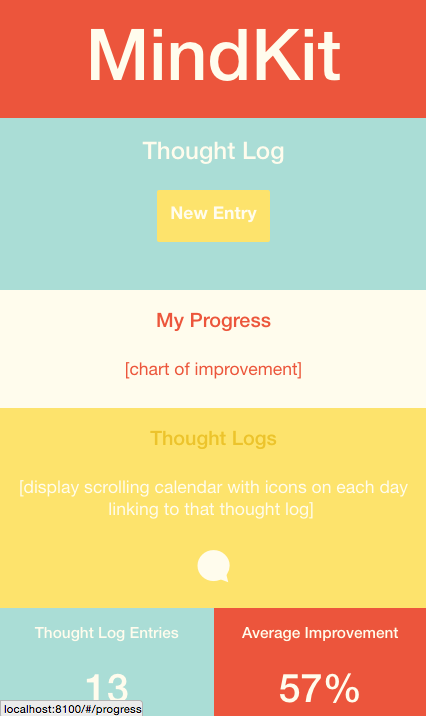 MindKit
Thought Log
New Entry
My Progress
[chart of improvement]
Thought Logs
[display scrolling calendar with icons on each day
linking to that thought log]
Thought Log Entries
Average Improvement
13
57%
localhost:8100/#/progress